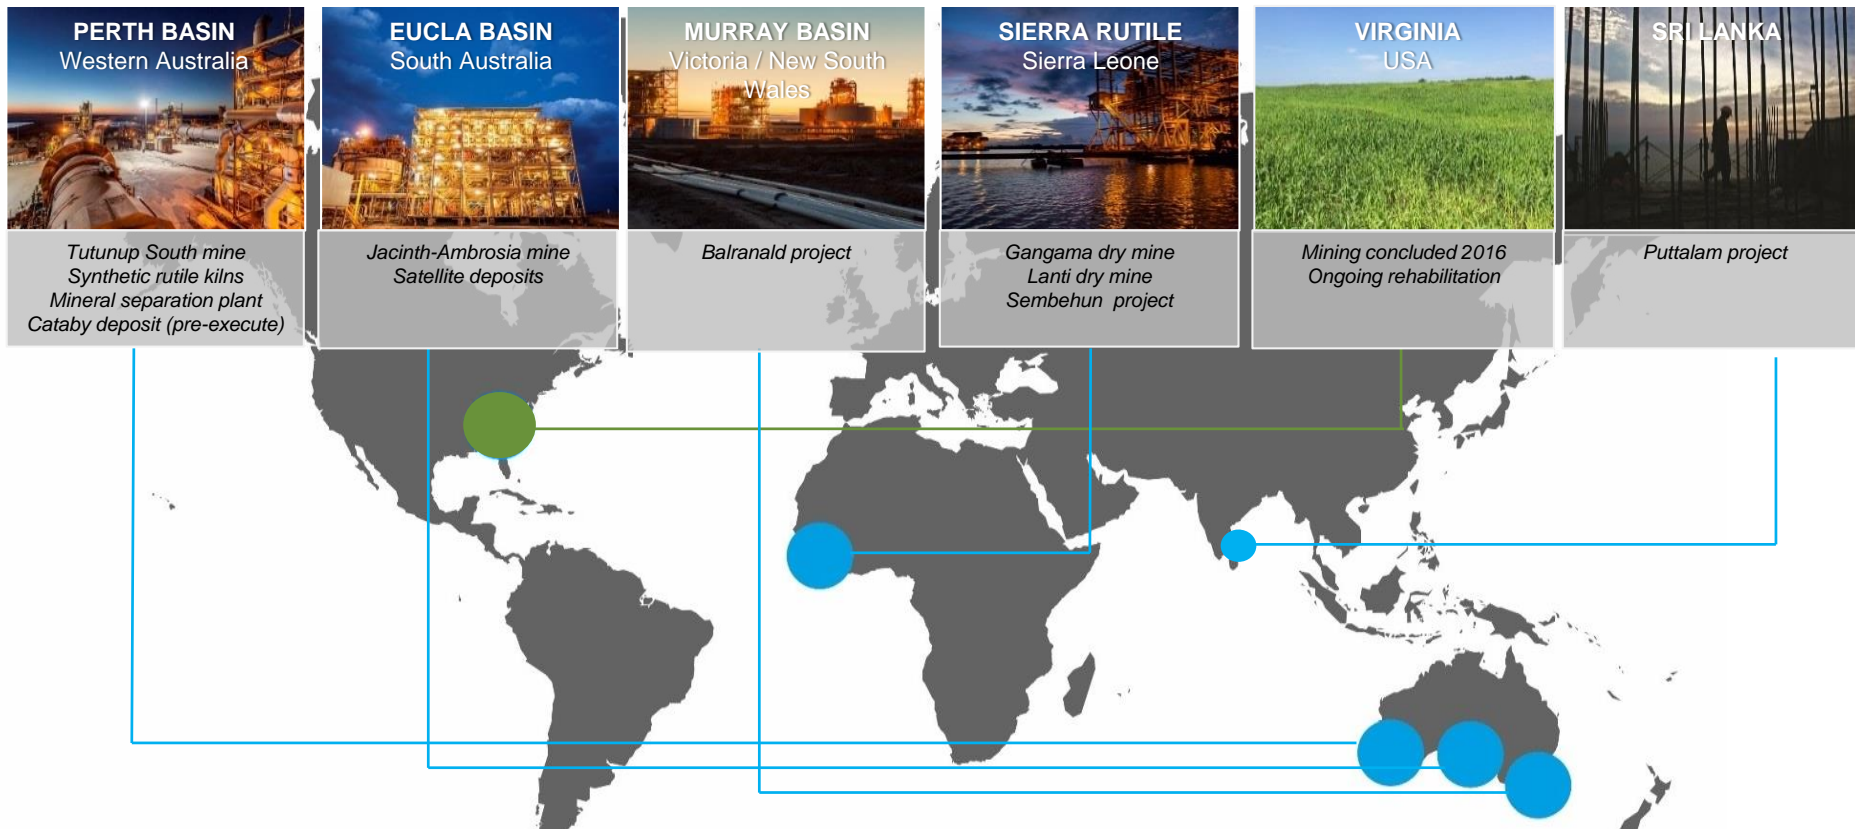 PERTH BASIN
Western Australia
Tutunup South mine
Synthetic rutile kilns
Mineral separation plant
Cataby deposit (pre-execute)
EUCLA BASIN
South Australia
Jacinth-Ambrosia mine
Satellite deposits
MURRAY BASIN
Victoria / New South
Wales
Balranald project
SIERRA RUTILE
Sierra Leone
Gangama dry mine
Lanti dry mine
Sembehun project
VIRGINIA
USA
Mining concluded 2016
Ongoing rehabilitation
SRI LANKA
Puttalam project